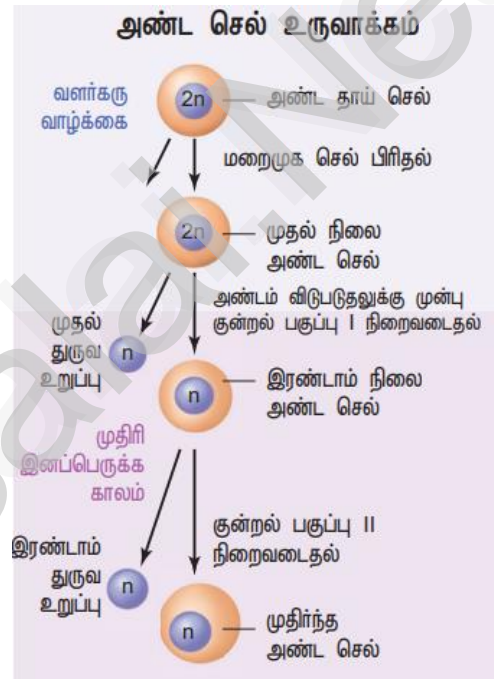 அண்ட செல் உருவாக்கம்
வளர்கரு
வாழ்க்கை
2n
அண்ட தாய் செல்
மறைமுக செல் பிரிதல்
2n
முதல் நிலை
அண்ட செல்
அண்டம் விடுபடுதலுக்கு முன்பு
குன்றல் பகுப்பு I நிறைவடைதல்
முதல்
துருவ
உறுப்பு
n
n
இரண்டாம் நிலை
அண்ட செல்
முதிரி
இனப்பெருக்க
காலம்
குன்றல் பகுப்பு II
நிறைவடைதல்
இரண்டாம்
துருவ
உறுப்பு
n
n
முதிர்ந்த
அண்ட செல்